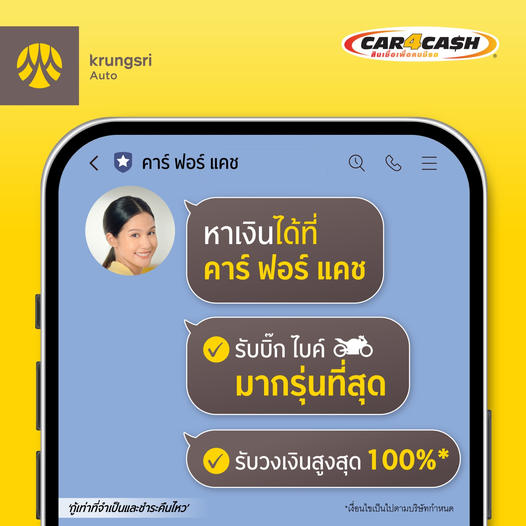 krungsri
Auto
CAR4CA$H
สินเชื่อเพื่อคนมีรถ
คาร์ ฟอร์ แคช
หาเงินได้ที่
คาร์ ฟอร์ แคช
รับบิ๊ก ไบค์
มากรุ่นที่สุด
รับวงเงินสูงสุด 100%*
'กู้เท่าที่จำเป็นและชำระคืนไหว'
*เงื่อนไขเป็นไปตามบริษัทกำหนด